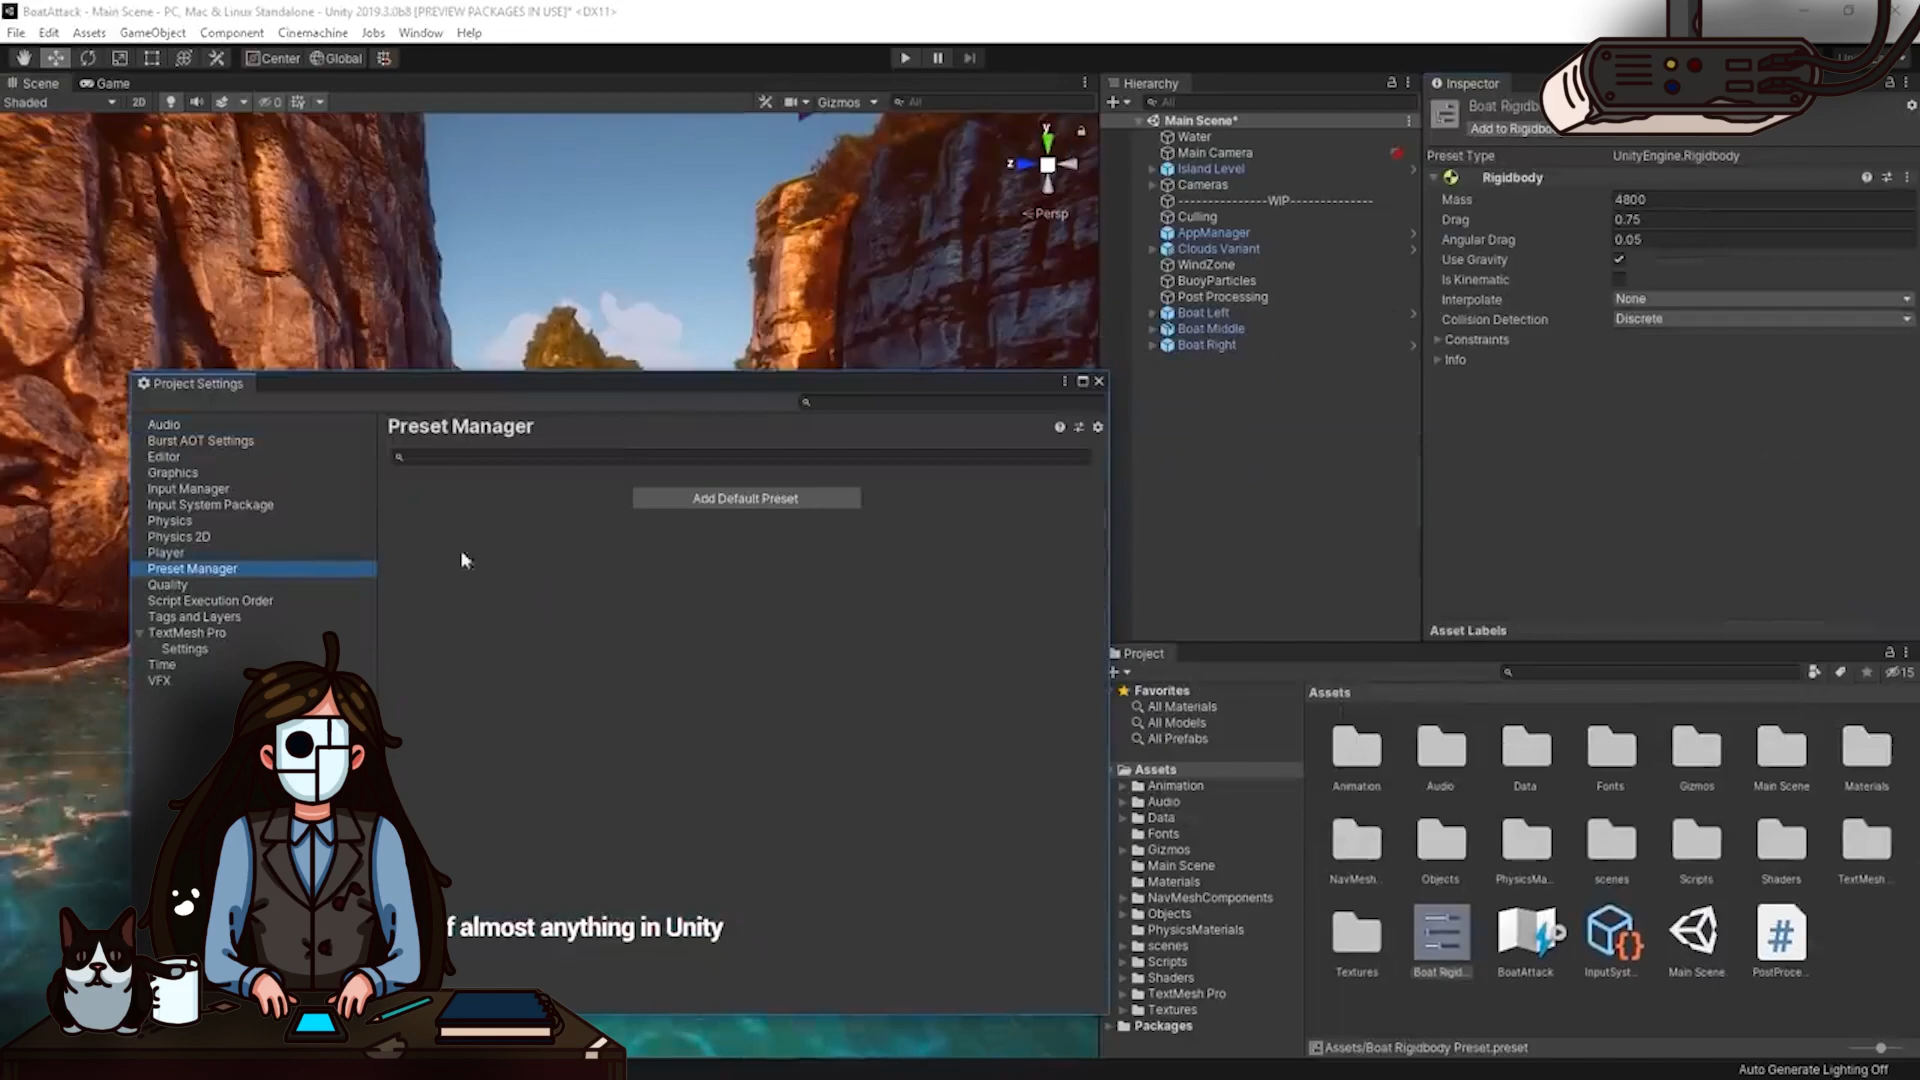 BoatAttack - Main Scene - PC, Mac & Linux Standalone - Unity 2019.3.0b8 [PREVIEW PACKAGES IN USE]* <DX11>
File Edit Assets GameObject Component Cinemachine Jobs Window Help
Center Global
Scene Game
Shaded 2D 0 Gizmos All
y
z
Persp
Hierarchy
All
Main Scene*
Water
Main Camera
Island Level
Cameras
---------------WIP--------------
Culling
AppManager
Clouds Variant
WindZone
BuoyParticles
Post Processing
Boat Left
Boat Middle
Boat Right
Inspector
Boat Rigidb
Add to Rigidbo
Preset Type UnityEngine.Rigidbody
Rigidbody
Mass 4800
Drag 0.75
Angular Drag 0.05
Use Gravity
Is Kinematic
Interpolate None
Collision Detection Discrete
Constraints
Info
Asset Labels
Project Settings
Audio
Burst AOT Settings
Editor
Graphics
Input Manager
Input System Package
Physics
Physics 2D
Player
Preset Manager
Quality
Script Execution Order
Tags and Layers
TextMesh Pro
Settings
Time
VFX
Preset Manager
Add Default Preset
f almost anything in Unity
Project
15
Favorites
All Materials
All Models
All Prefabs
Assets
Animation
Audio
Data
Fonts
Gizmos
Main Scene
Materials
NavMeshComponents
Objects
PhysicsMaterials
scenes
Scripts
Shaders
TextMesh Pro
Textures
Packages
Assets
Animation Audio Data Fonts Gizmos Main Scene Materials
NavMesh... Objects PhysicsMa... scenes Scripts Shaders TextMesh ...
Textures Boat Rigid... BoatAttack InputSyst... Main Scene PostProce...
Assets/Boat Rigidbody Preset.preset
Auto Generate Lighting Off